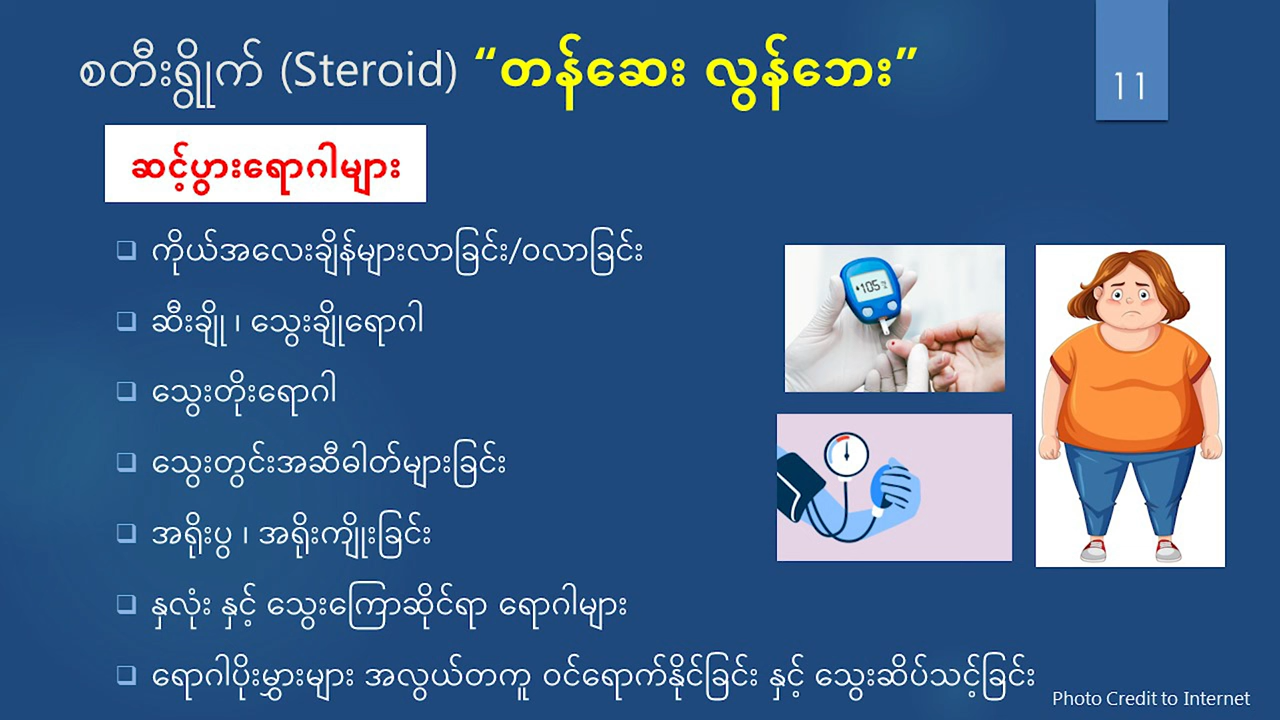 စတီးရွိုက် (Steroid) “တန်ဆေး လွန်ဘေး”
11
ဆင့်ပွားရောဂါများ
ကိုယ်အလေးချိန်များလာခြင်း/ဝလာခြင်း
ဆီးချို ၊ သွေးချိုရောဂါ
သွေးတိုးရောဂါ
သွေးတွင်းအဆီဓါတ်များခြင်း
အရိုးပွ ၊ အရိုးကျိုးခြင်း
နှလုံး နှင့် သွေးကြောဆိုင်ရာ ရောဂါများ
ရောဂါပိုးမွှားများ အလွယ်တကူ ဝင်ရောက်နိုင်ခြင်း နှင့် သွေးဆိပ်သင့်ခြင်း
105
Photo Credit to Internet